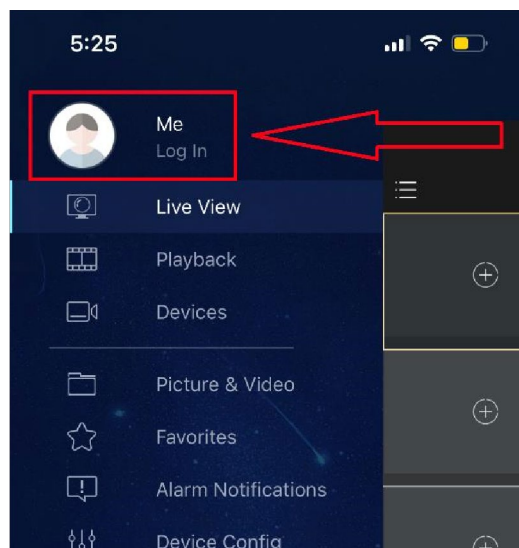 5:25
Me
Log In
Live View
Playback
Devices
Picture & Video
Favorites
Alarm Notifications
Device Config